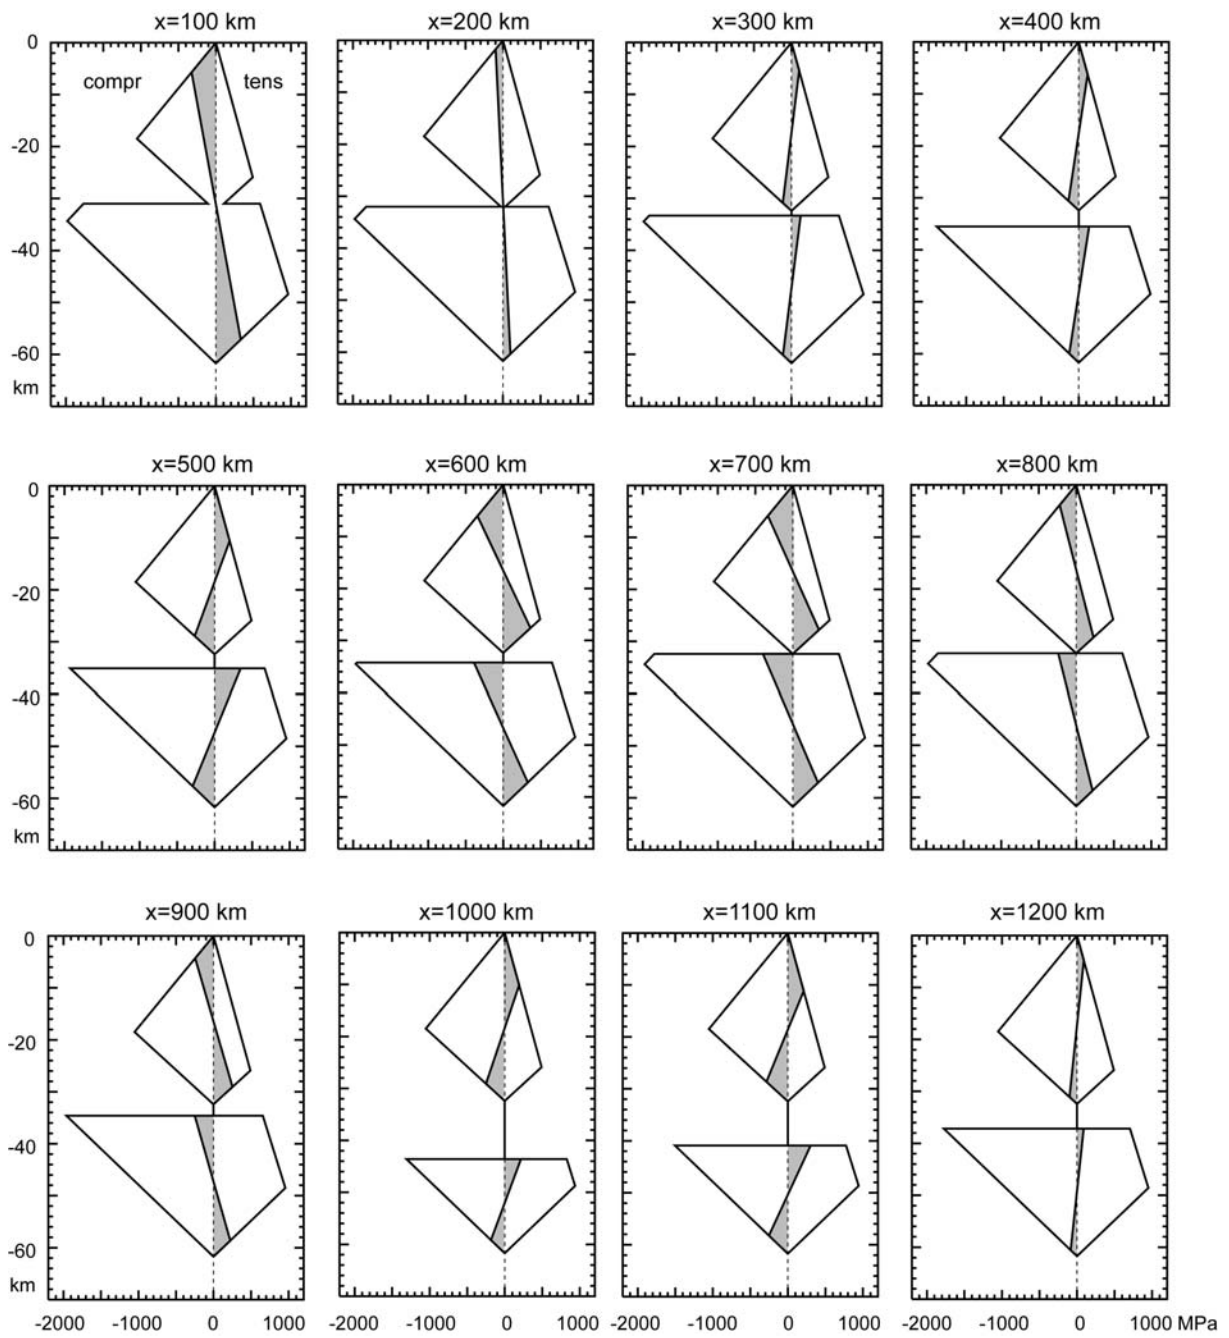 x=100 km x=200 km x=300 km x=400 km
0
compr tens
-20
-40
-60
km
x=500 km x=600 km x=700 km x=800 km
0
-20
-40
-60
km
x=900 km x=1000 km x=1100 km x=1200 km
0
-20
-40
-60
km
-2000 -1000 0 1000 -2000 -1000 0 1000 -2000 -1000 0 1000 -2000 -1000 0 1000 MPa